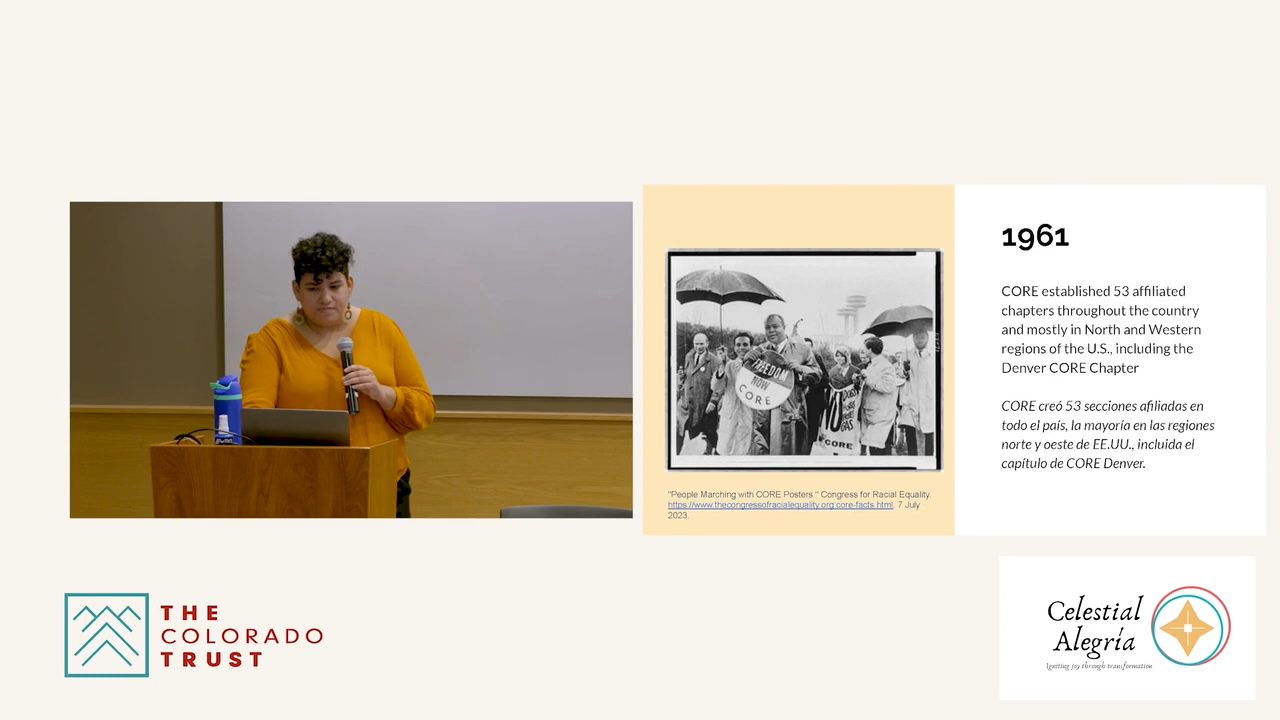 FREEDOM
NOW
CORE
NO
CORE
"People Marching with CORE Posters." Congress for Racial Equality.
https://www.thecongressofracialequality.org:core-facts.html. 7 July
2023.
1961
CORE established 53 affiliated
chapters throughout the country
and mostly in North and Western
regions of the U.S., including the
Denver CORE Chapter
CORE creó 53 secciones afiliadas en
todo el país, la mayoría en las regiones
norte y oeste de EE.UU., incluida el
capítulo de CORE Denver.
THE
COLORADO
TRUST
Celestial
Alegría
Igniting joy through transformation